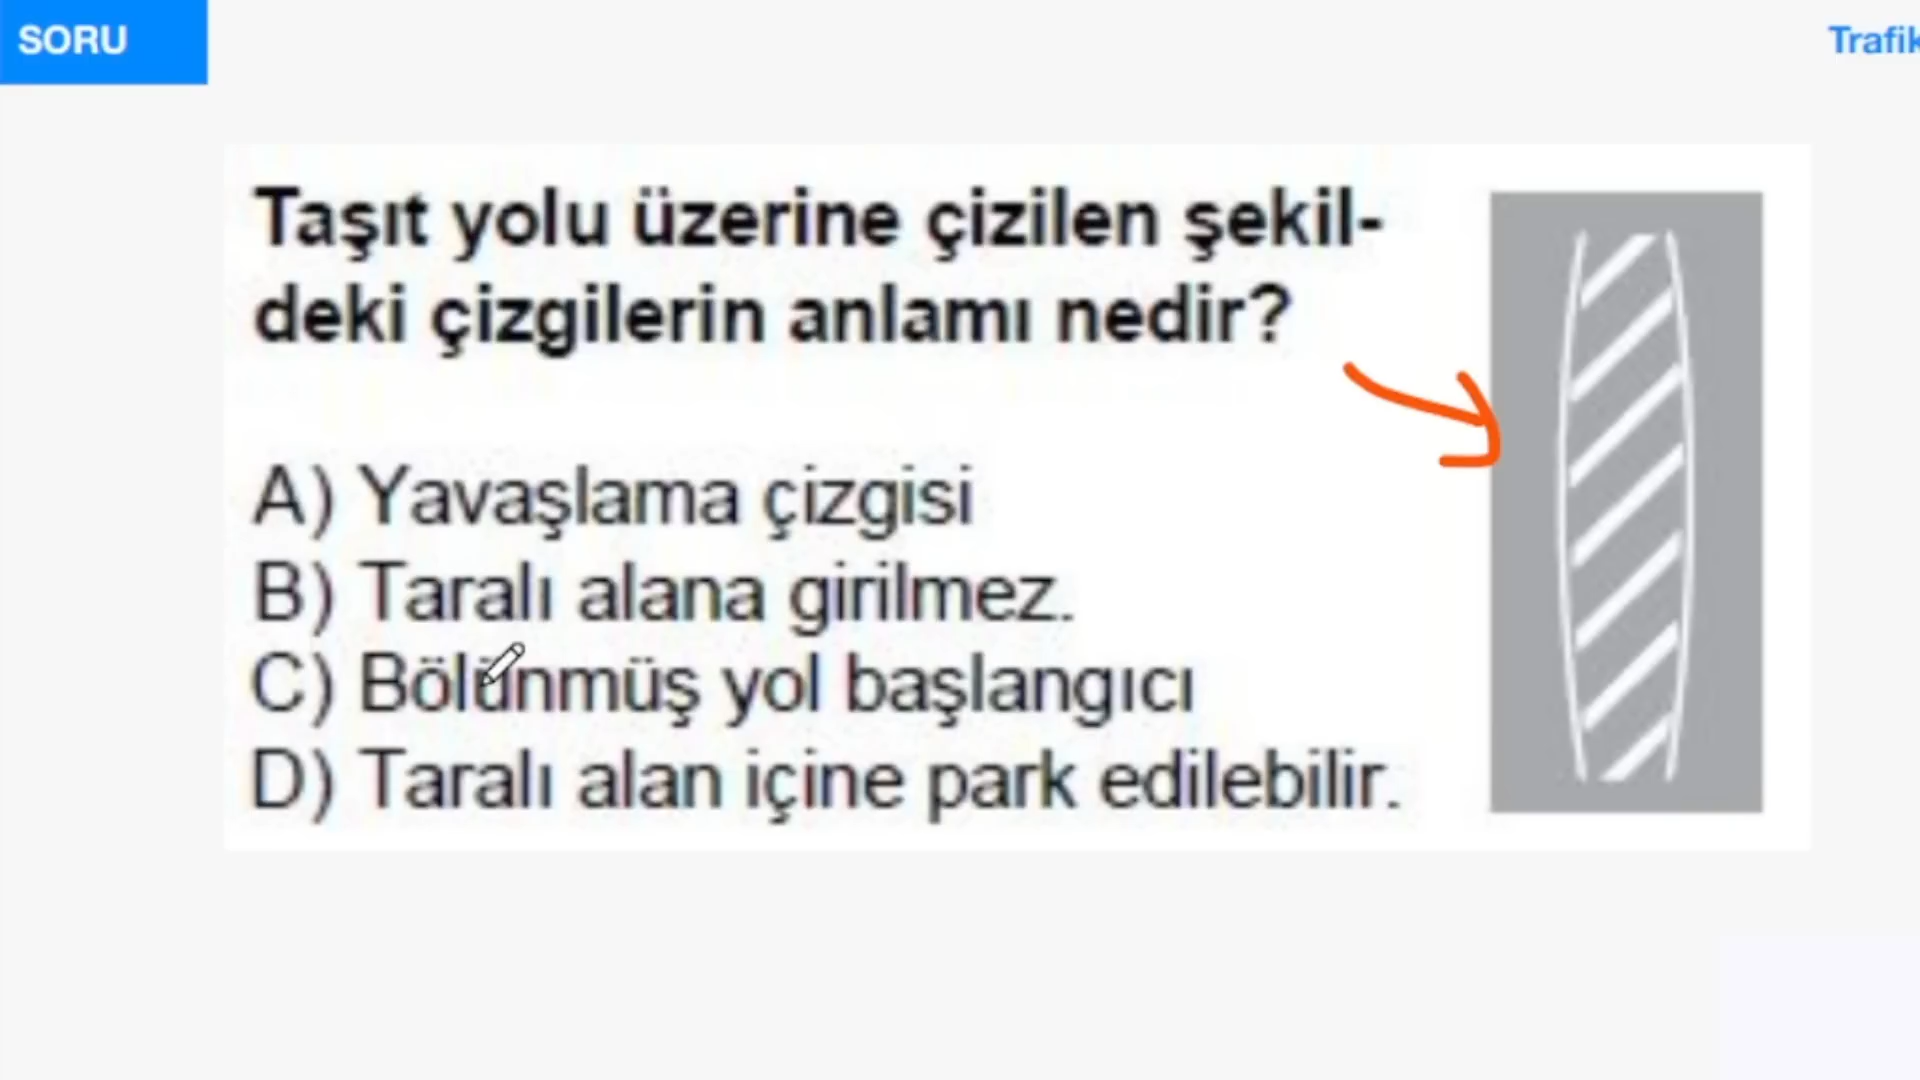 SORU
Trafik
Taşıt yolu üzerine çizilen şekil-
deki çizgilerin anlamı nedir?
A) Yavaşlama çizgisi
B) Taralı alana girilmez.
C) Bölünmüş yol başlangıcı
D) Taralı alan içine park edilebilir.